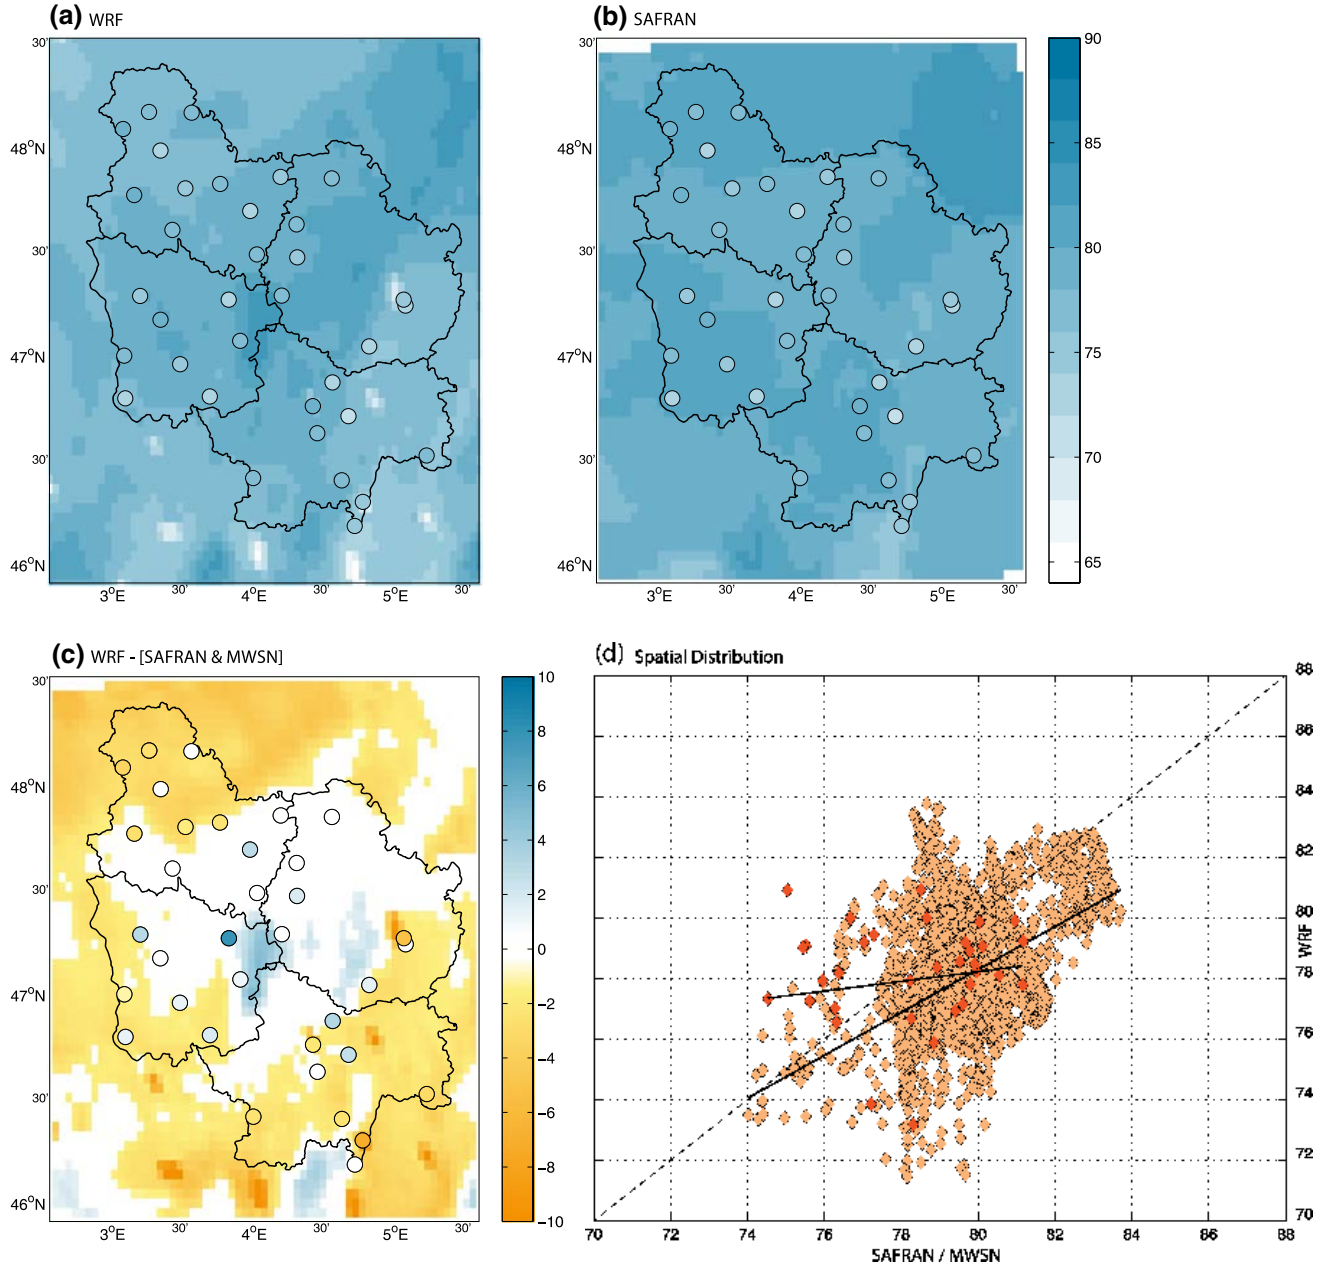 (a) WRF
(b) SAFRAN
30'
48°N
30'
47°N
30'
46°N
3°E 30' 4°E 30' 5°E 30'
30'
48°N
30'
47°N
30'
46°N
3°E 30' 4°E 30' 5°E 30'
90
85
80
75
70
65
(c) WRF - [SAFRAN & MWSN]
30'
48°N
30'
47°N
30'
46°N
3°E 30' 4°E 30' 5°E 30'
10
8
6
4
2
0
−2
−4
−6
−8
−10
(d) Spatial Distribution
88
86
84
82
80
78
76
74
72
70
WRF
70 72 74 76 78 80 82 84 86 88
SAFRAN / MWSN